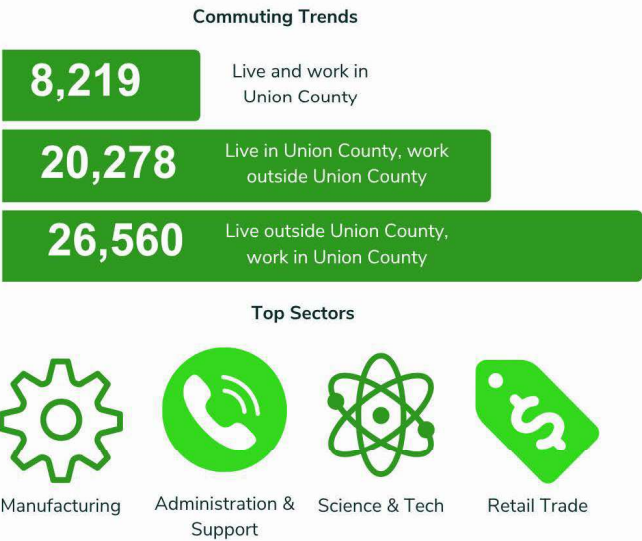 Commuting Trends
8,219
Live and work in
Union County
20,278
Live in Union County, work
outside Union County
26,560
Live outside Union County,
work in Union County
Top Sectors
Manufacturing
Administration &
Support
Science & Tech
Retail Trade